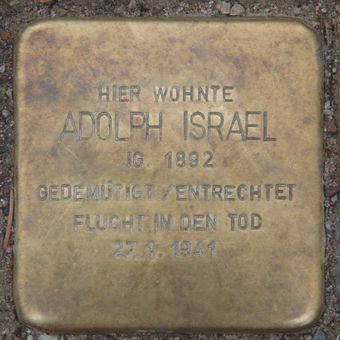 HIER WOHNTE
ADOLPH ISRAEL
JG. 1892
GEDEMÜTIGT / ENTRECHTET
FLUCHT IN DEN TOD
27.1.1941